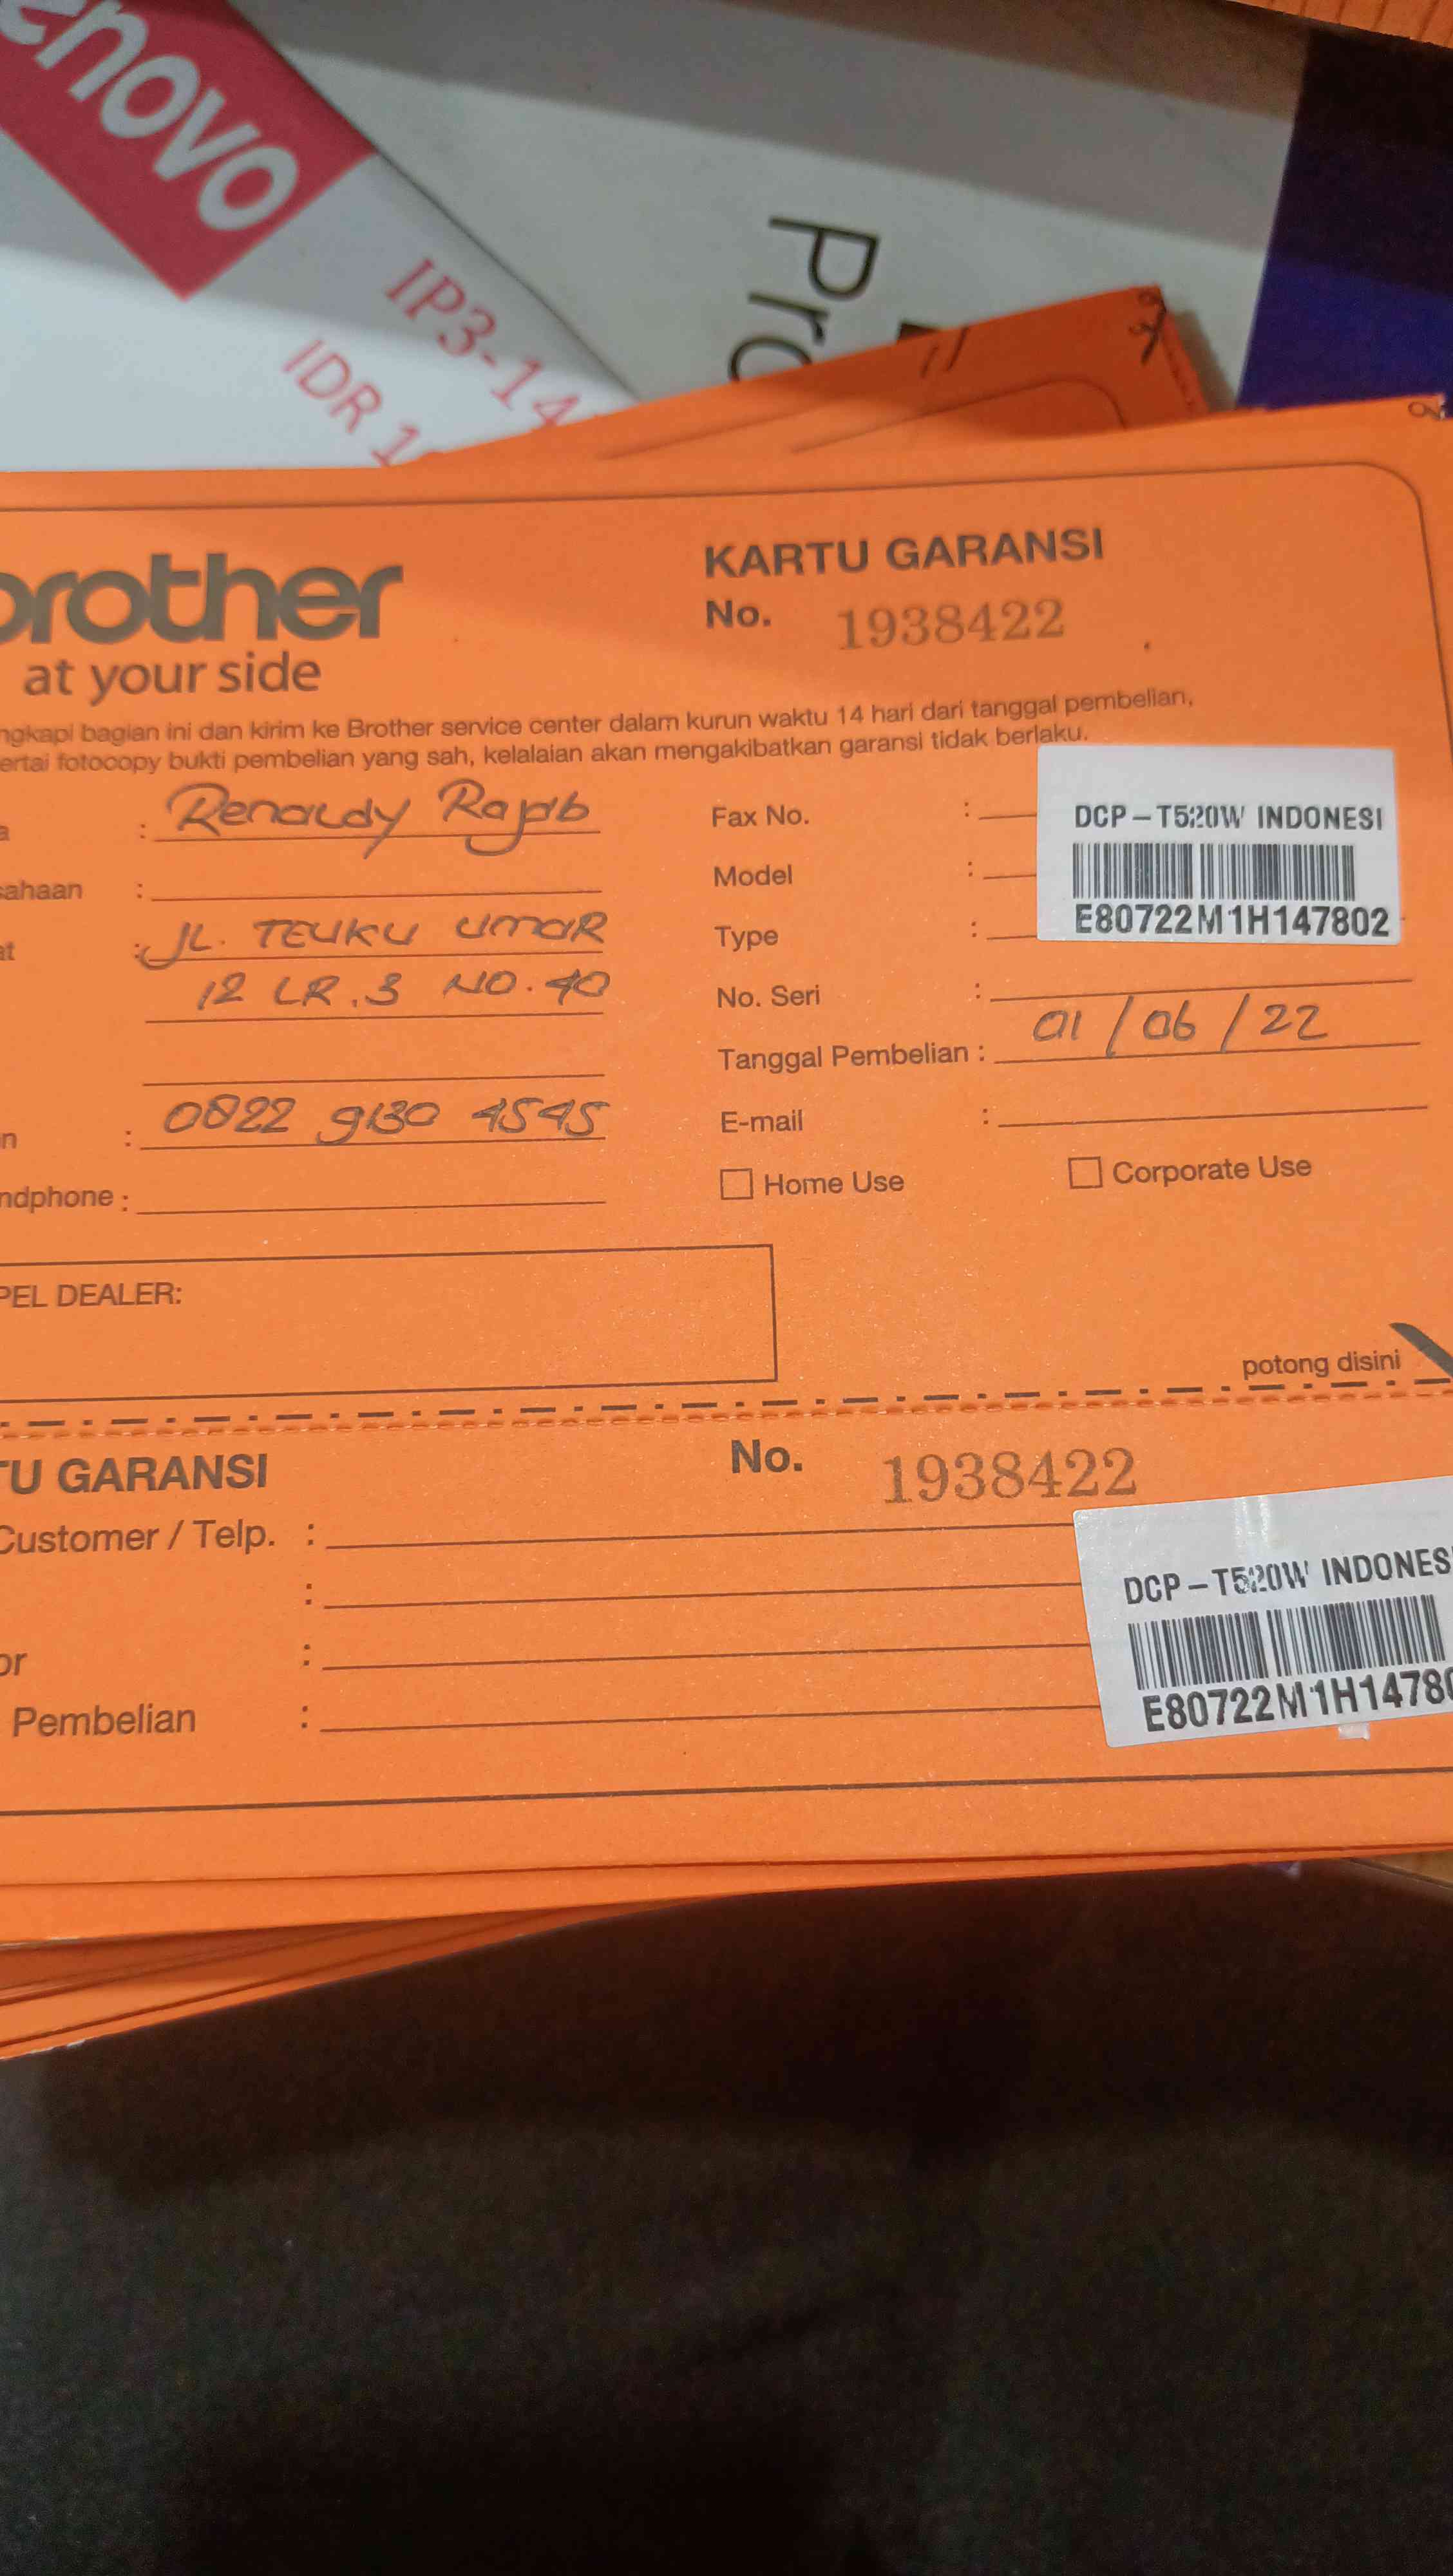 enovo
IP3-14
IDR 1
Pro
brother
at your side
KARTU GARANSI
No. 1938422
ngkapi bagian ini dan kirim ke Brother service center dalam kurun waktu 14 hari dari tanggal pembelian,
ertai fotocopy bukti pembelian yang sah, kelalaian akan mengakibatkan garansi tidak berlaku.
a : Renaldy Rajab
sahaan :
at : JL. TEUKU UMAR
12 LR. 3 NO. 40
n : 0822 9130 4545
ndphone :
Fax No. :
Model :
Type :
No. Seri :
Tanggal Pembelian : 01/06/22
E-mail :
Home Use
Corporate Use
DCP-T520W INDONESI
E80722M1H147802
PEL DEALER:
potong disini
TU GARANSI
No. 1938422
Customer / Telp. :
:
or :
Pembelian :
DCP-T520W INDONES
E80722M1H14780